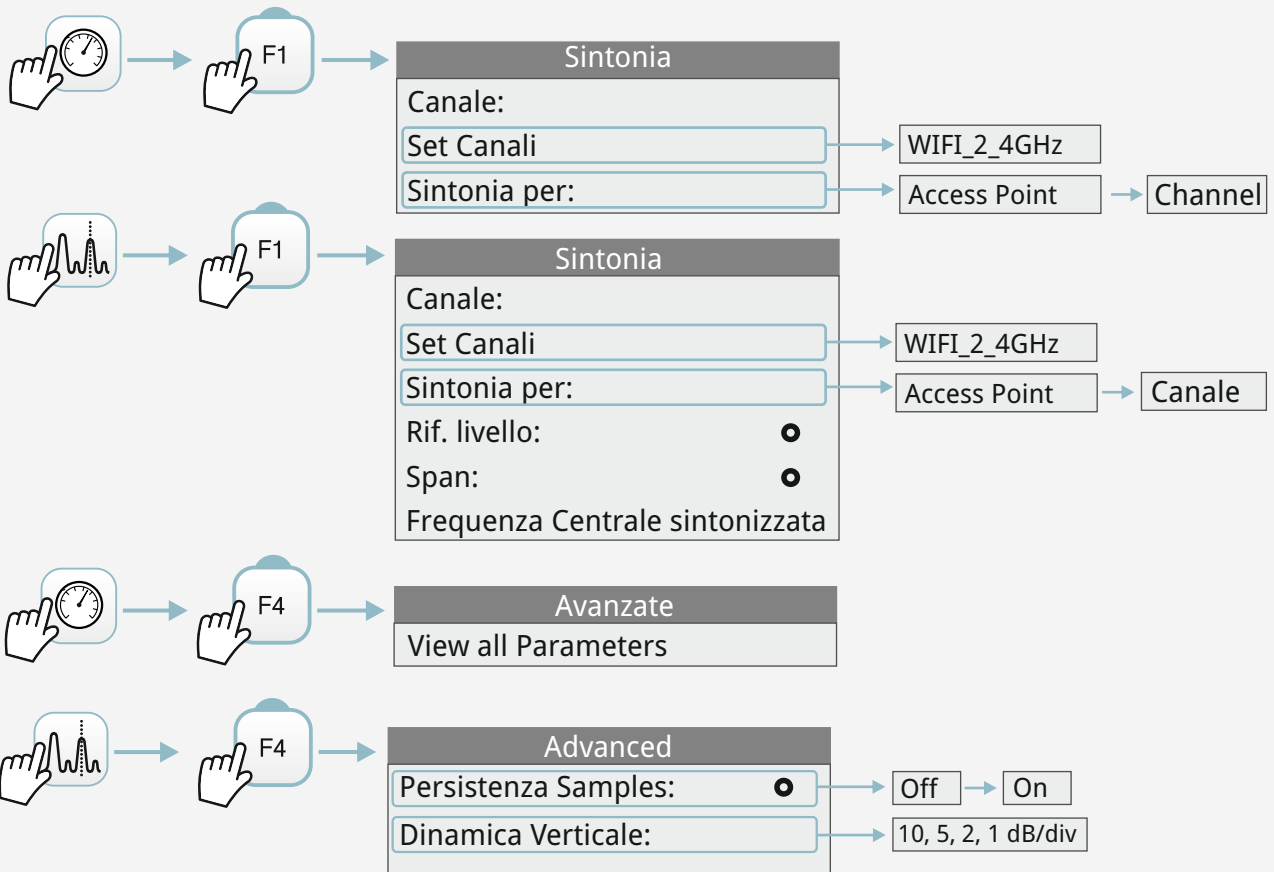 F1
Sintonia
Canale:
Set Canali
WIFI_2_4GHz
Sintonia per:
Access Point
Channel
F1
Sintonia
Canale:
Set Canali
WIFI_2_4GHz
Sintonia per:
Access Point
Canale
Rif. livello:
Span:
Frequenza Centrale sintonizzata
F4
Avanzate
View all Parameters
F4
Advanced
Persistenza Samples:
Off
On
Dinamica Verticale:
10, 5, 2, 1 dB/div